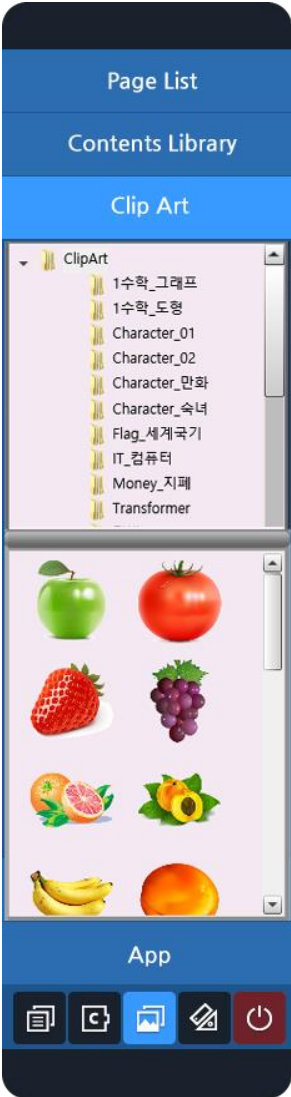 Page List
Contents Library
Clip Art
ClipArt
1수학_그래프
1수학_도형
Character_01
Character_02
Character_만화
Character_숙녀
Flag_세계국기
IT_컴퓨터
Money_지폐
Transformer
App